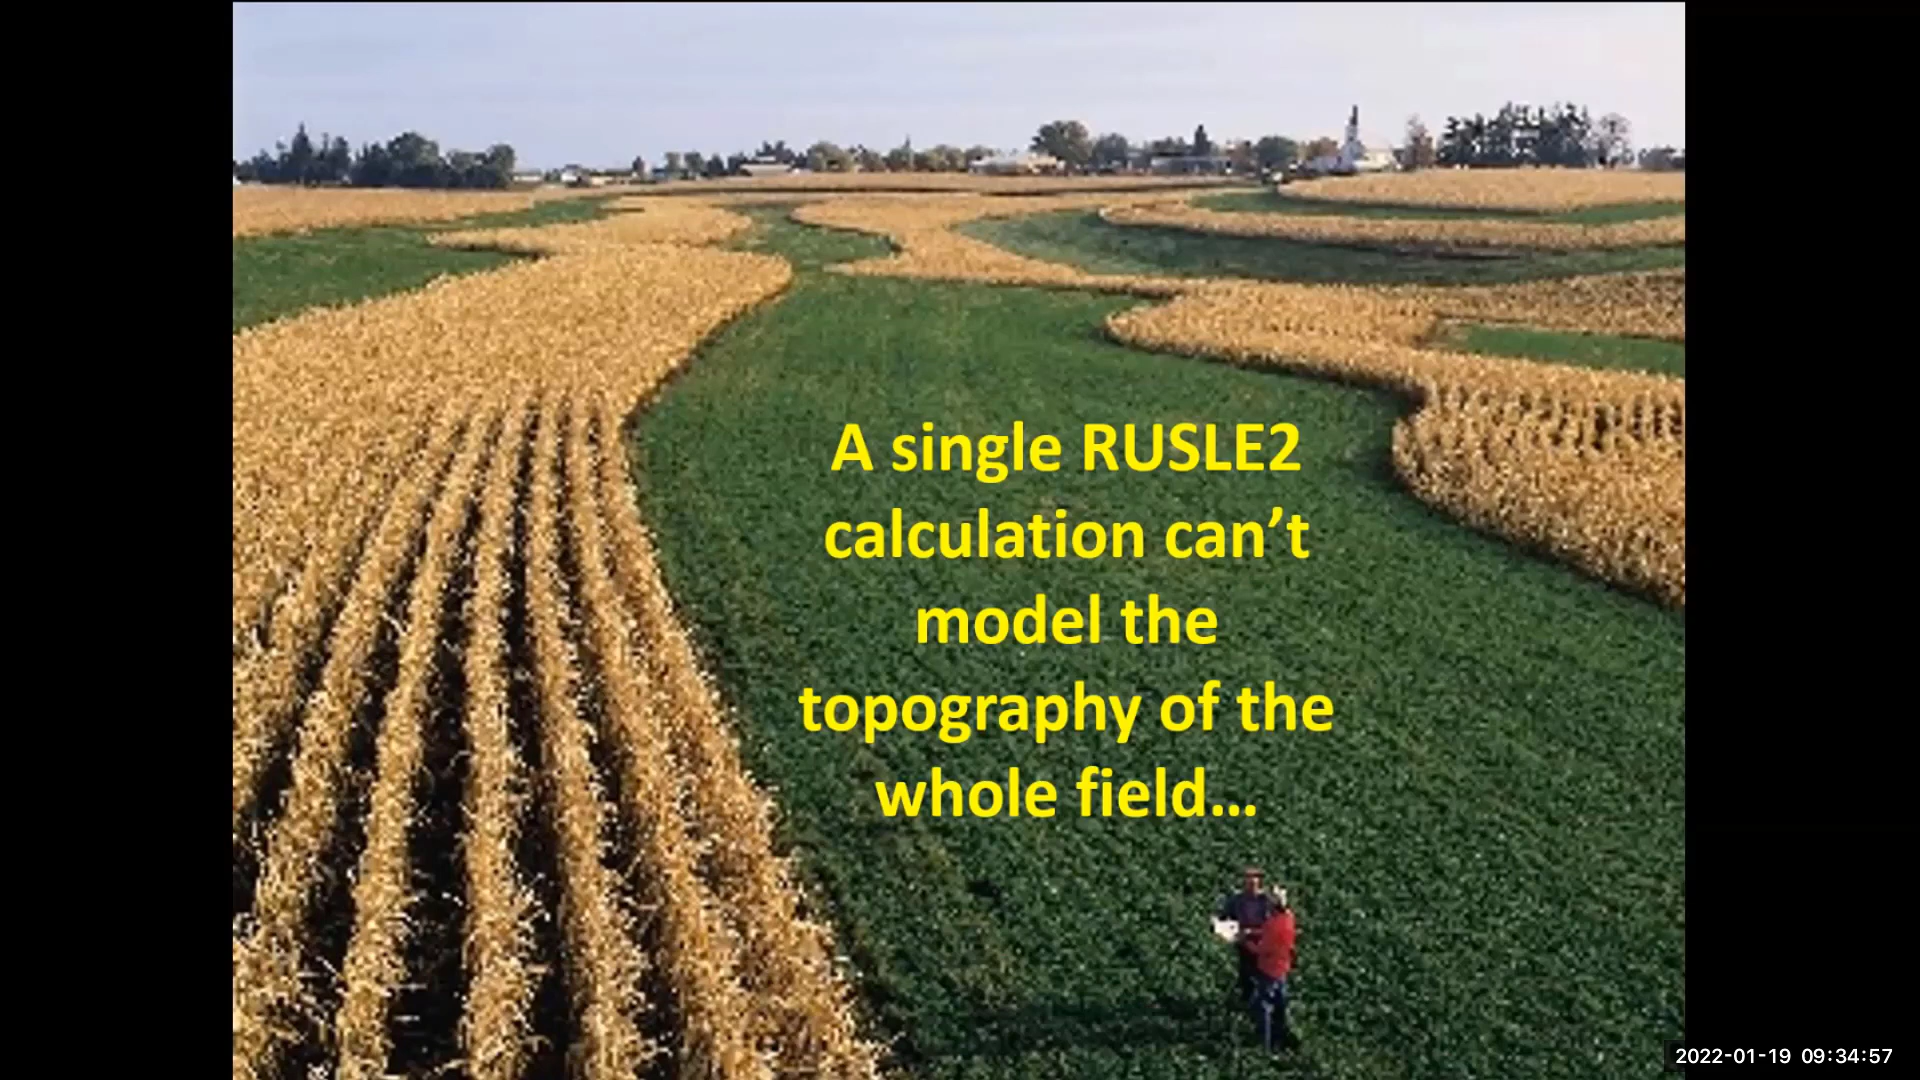 A single RUSLE2
calculation can’t
model the
topography of the
whole field…
2022-01-19 09:34:57